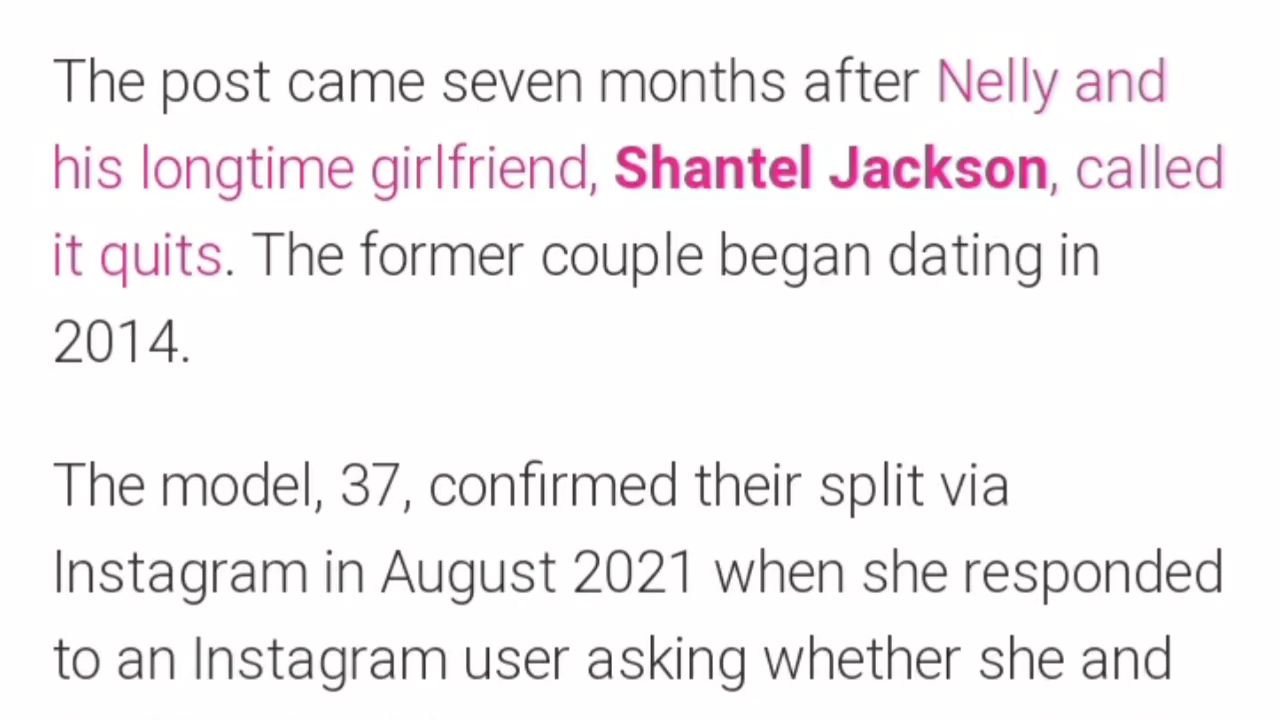 The post came seven months after Nelly and
his longtime girlfriend, Shantel Jackson, called
it quits. The former couple began dating in
2014.
The model, 37, confirmed their split via
Instagram in August 2021 when she responded
to an Instagram user asking whether she and